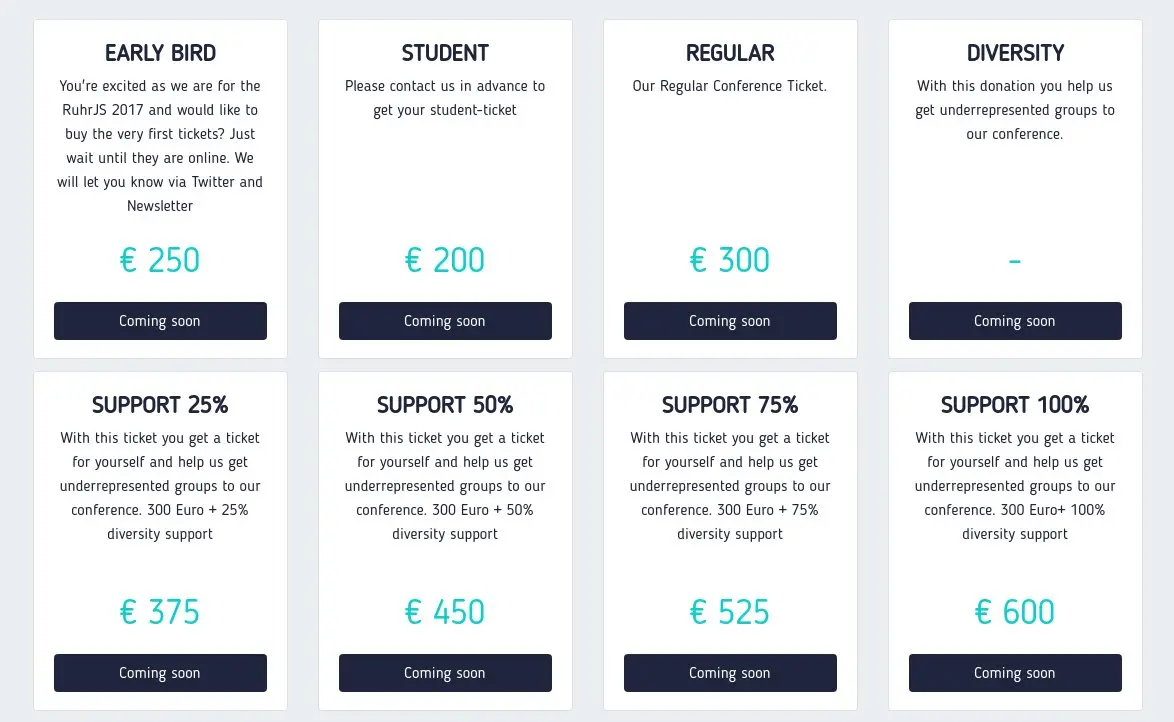 EARLY BIRD
You're excited as we are for the
RuhrJS 2017 and would like to
buy the very first tickets? Just
wait until they are online. We
will let you know via Twitter and
Newsletter
€ 250
Coming soon
STUDENT
Please contact us in advance to
get your student-ticket
€ 200
Coming soon
REGULAR
Our Regular Conference Ticket.
€ 300
Coming soon
DIVERSITY
With this donation you help us
get underrepresented groups to
our conference.
-
Coming soon
SUPPORT 25%
With this ticket you get a ticket
for yourself and help us get
underrepresented groups to our
conference. 300 Euro + 25%
diversity support
€ 375
Coming soon
SUPPORT 50%
With this ticket you get a ticket
for yourself and help us get
underrepresented groups to our
conference. 300 Euro + 50%
diversity support
€ 450
Coming soon
SUPPORT 75%
With this ticket you get a ticket
for yourself and help us get
underrepresented groups to our
conference. 300 Euro + 75%
diversity support
€ 525
Coming soon
SUPPORT 100%
With this ticket you get a ticket
for yourself and help us get
underrepresented groups to our
conference. 300 Euro+ 100%
diversity support
€ 600
Coming soon